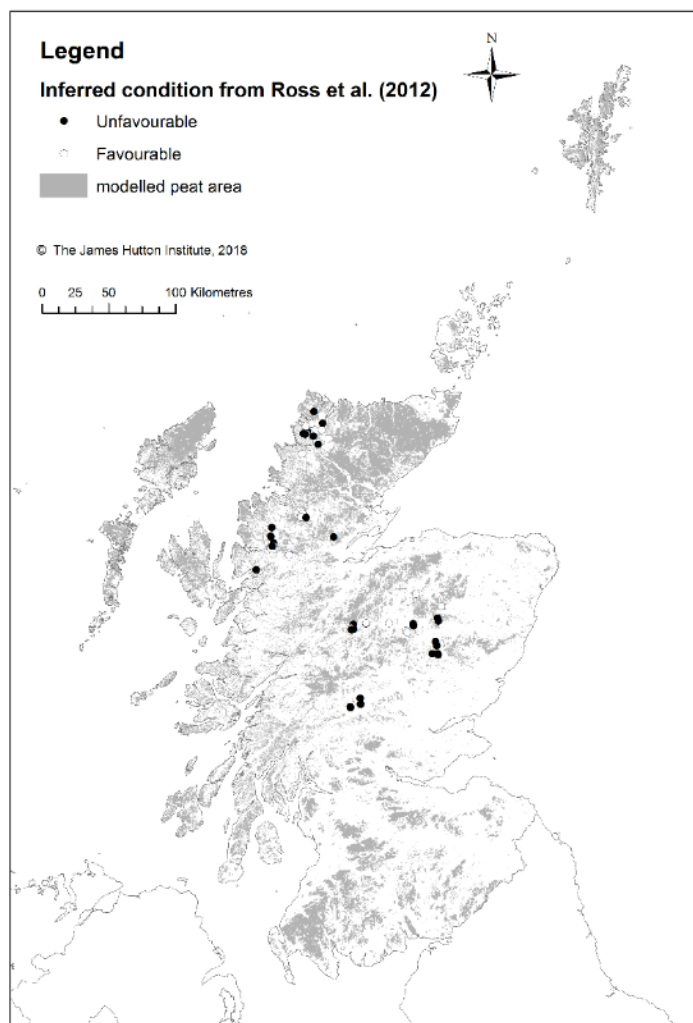 Legend
N
Inferred condition from Ross et al. (2012)
Unfavourable
Favourable
modelled peat area
© The James Hutton Institute, 2018
0 25 50 100 Kilometres